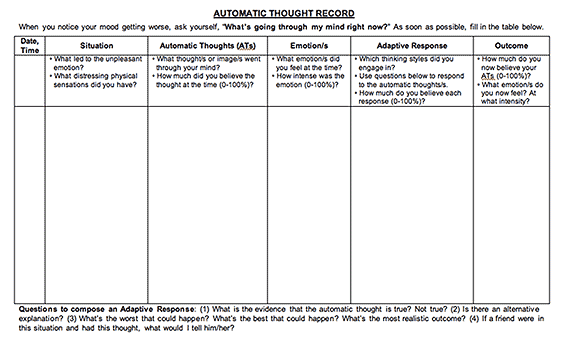 AUTOMATIC THOUGHT RECORD
When you notice your mood getting worse, ask yourself, "What's going through my mind right now?" As soon as possible, fill in the table below.
Date,
Time
Situation
Automatic Thoughts (ATs)
Emotion/s
Adaptive Response
Outcome
• What led to the unpleasant
emotion?
• What distressing physical
sensations did you have?
• What thought/s or image/s went
through your mind?
• How much did you believe the
thought at the time (0-100%)?
• What emotion/s did
you feel at the time?
• How intense was the
emotion (0-100%)?
• Which thinking styles did you
engage in?
• Use questions below to respond
to the automatic thoughts/s.
• How much do you believe each
response (0-100%)?
• How much do you
now believe your
ATs (0-100%)?
• What emotion/s do
you now feel? At
what intensity?
Questions to compose an Adaptive Response: (1) What is the evidence that the automatic thought is true? Not true? (2) Is there an alternative
explanation? (3) What's the worst that could happen? What's the best that could happen? What's the most realistic outcome? (4) If a friend were in
this situation and had this thought, what would I tell him/her?